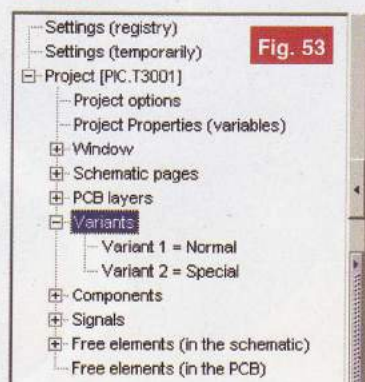 Settings (registry)
Settings (temporarily)
Fig. 53
Project [PIC.T3001]
Project options
Project Properties (variables)
Window
Schematic pages
PCB layers
Variants
Variant 1 = Normal
Variant 2 = Special
Components
Signals
Free elements (in the schematic)
Free elements (in the PCB)